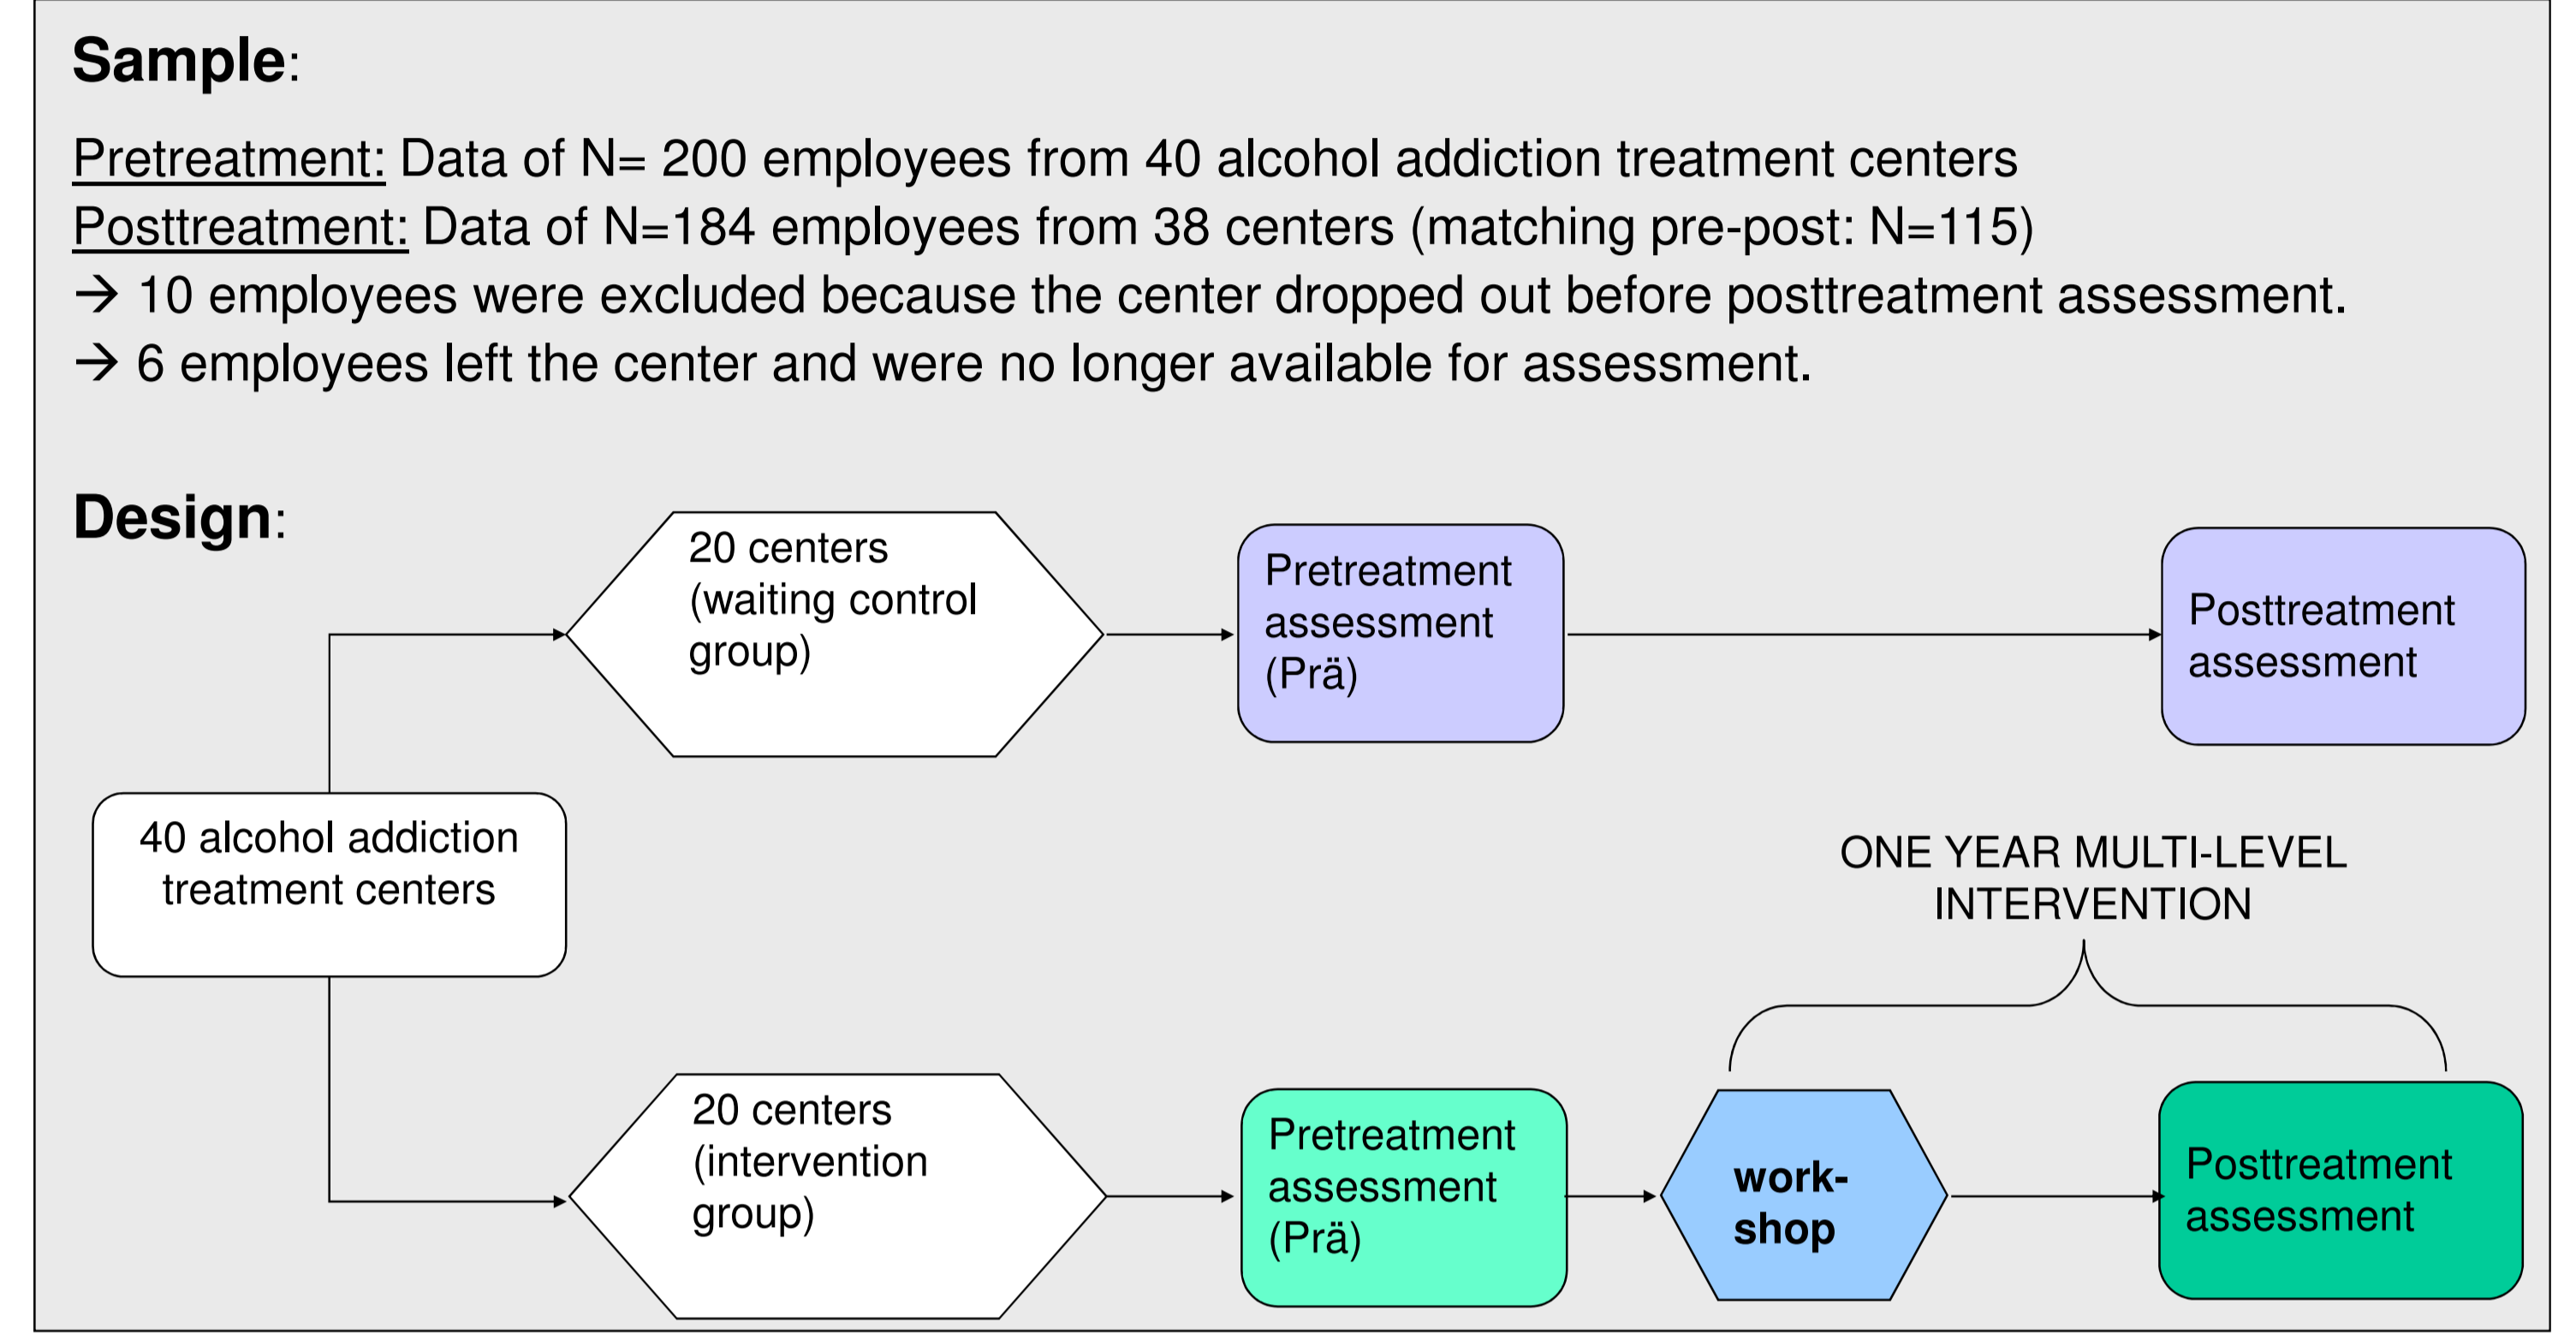 Sample:
Pretreatment: Data of N= 200 employees from 40 alcohol addiction treatment centers
Posttreatment: Data of N=184 employees from 38 centers (matching pre-post: N=115)
→ 10 employees were excluded because the center dropped out before posttreatment assessment.
→ 6 employees left the center and were no longer available for assessment.
Design:
20 centers
(waiting control
group)
Pretreatment
assessment
(Prä)
Posttreatment
assessment
40 alcohol addiction
treatment centers
ONE YEAR MULTI-LEVEL
INTERVENTION
20 centers
(intervention
group)
Pretreatment
assessment
(Prä)
work-
shop
Posttreatment
assessment